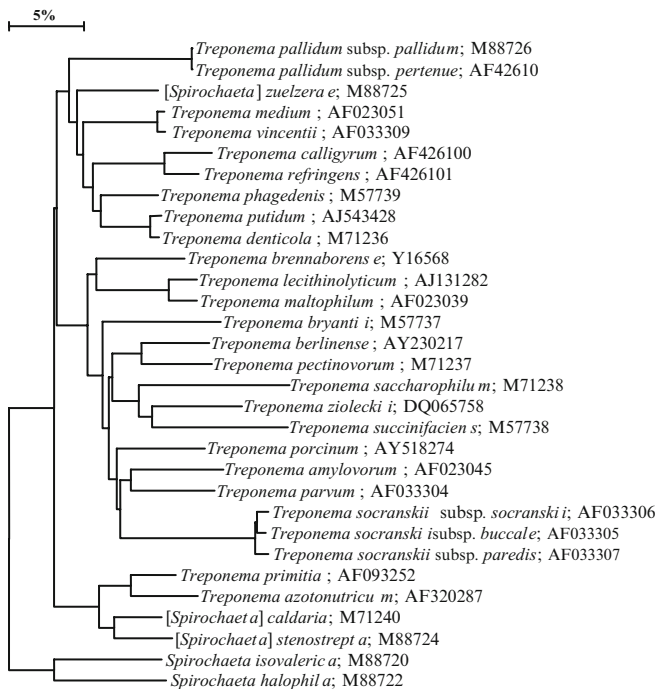 5%
Treponema pallidum subsp. pallidum; M88726
Treponema pallidum subsp. pertenue; AF42610
[Spirochaeta] zuelzera e; M88725
Treponema medium ; AF023051
Treponema vincentii ; AF033309
Treponema calligyrum ; AF426100
Treponema refringens ; AF426101
Treponema phagedenis ; M57739
Treponema putidum ; AJ543428
Treponema denticola ; M71236
Treponema brennaborens e; Y16568
Treponema lecithinolyticum ; AJ131282
Treponema maltophilum ; AF023039
Treponema bryanti i; M57737
Treponema berlinense ; AY230217
Treponema pectinovorum ; M71237
Treponema saccharophilu m; M71238
Treponema ziolecki i; DQ065758
Treponema succinifacien s; M57738
Treponema porcinum ; AY518274
Treponema amylovorum ; AF023045
Treponema parvum ; AF033304
Treponema socranskii subsp. socranskii i; AF033306
Treponema socranski isubsp. buccale; AF033305
Treponema socranskii subsp. paredis; AF033307
Treponema primitia ; AF093252
Treponema azotonutricu m; AF320287
[Spirochaeta] caldaria; M71240
[Spirochaeta] stenostrept a; M88724
Spirochaeta isovaleric a; M88720
Spirochaeta halophil a; M88722